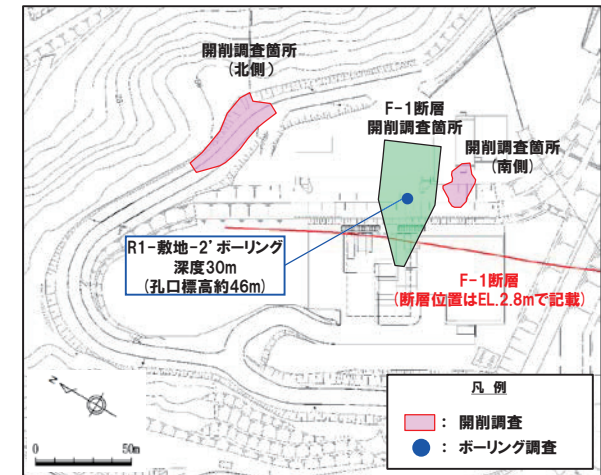 開削調査箇所
(北側)
F-1断層
開削調査箇所
開削調査箇所
(南側)
R1-敷地-2’ボーリング
深度30m
(孔口標高約46m)
F-1断層
(断層位置はEL.2.8mで記載)
N
0 50m
凡 例
: 開削調査
: ボーリング調査